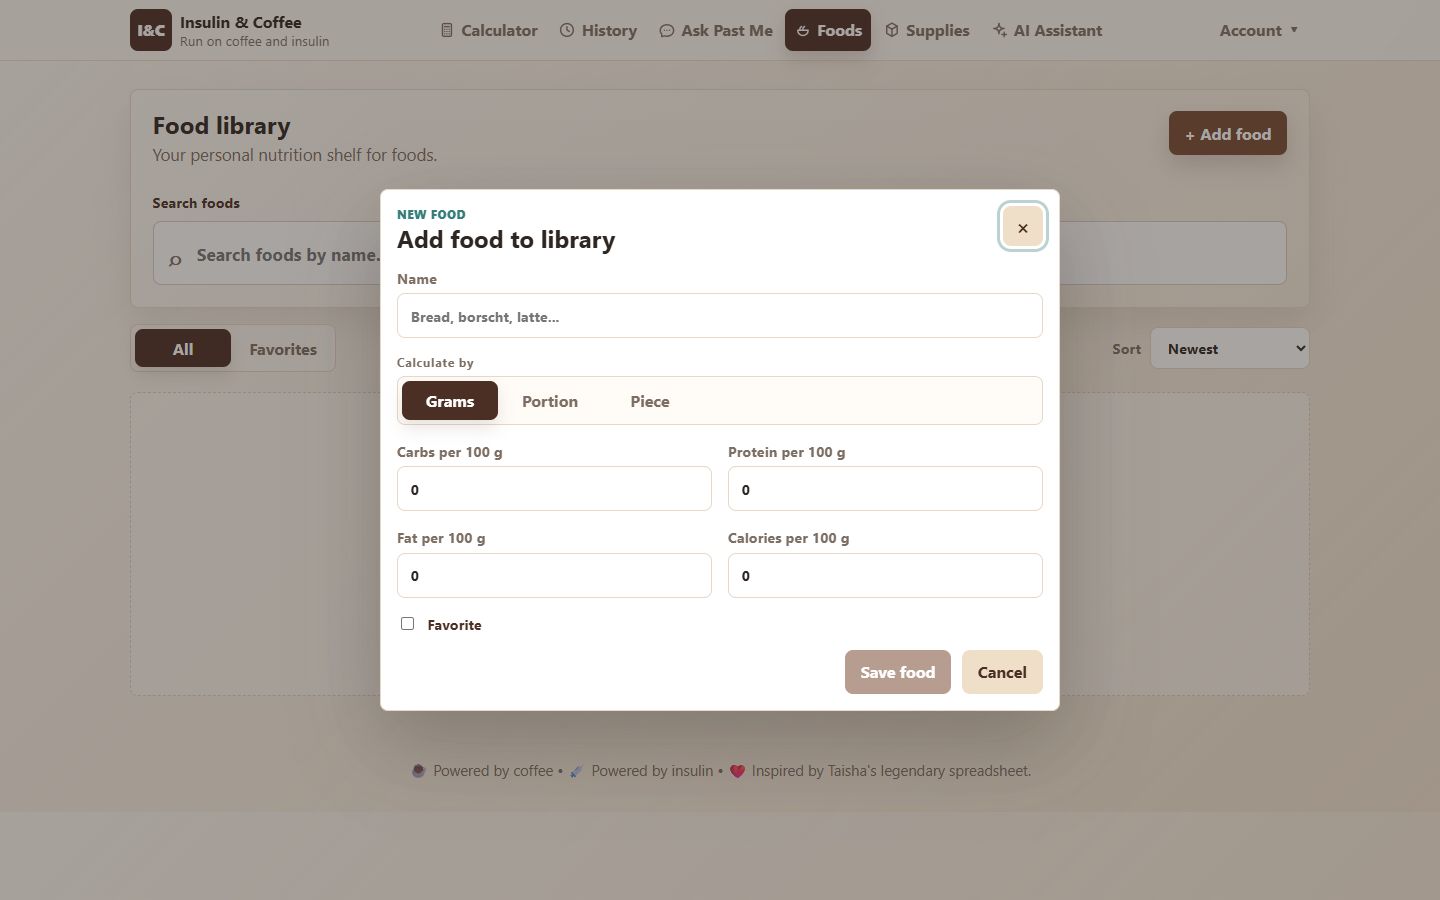 I&C
Insulin & Coffee
Run on coffee and insulin
Calculator
History
Ask Past Me
Foods
Supplies
AI Assistant
Account ▼
Food library
Your personal nutrition shelf for foods.
+ Add food
Search foods
Search foods by name.
All
Favorites
Sort
Newest
NEW FOOD
Add food to library
×
Name
Bread, borscht, latte...
Calculate by
Grams
Portion
Piece
Carbs per 100 g
Protein per 100 g
0
0
Fat per 100 g
Calories per 100 g
0
0
Favorite
Save food
Cancel
Powered by coffee • Powered by insulin • Inspired by Taisha's legendary spreadsheet.